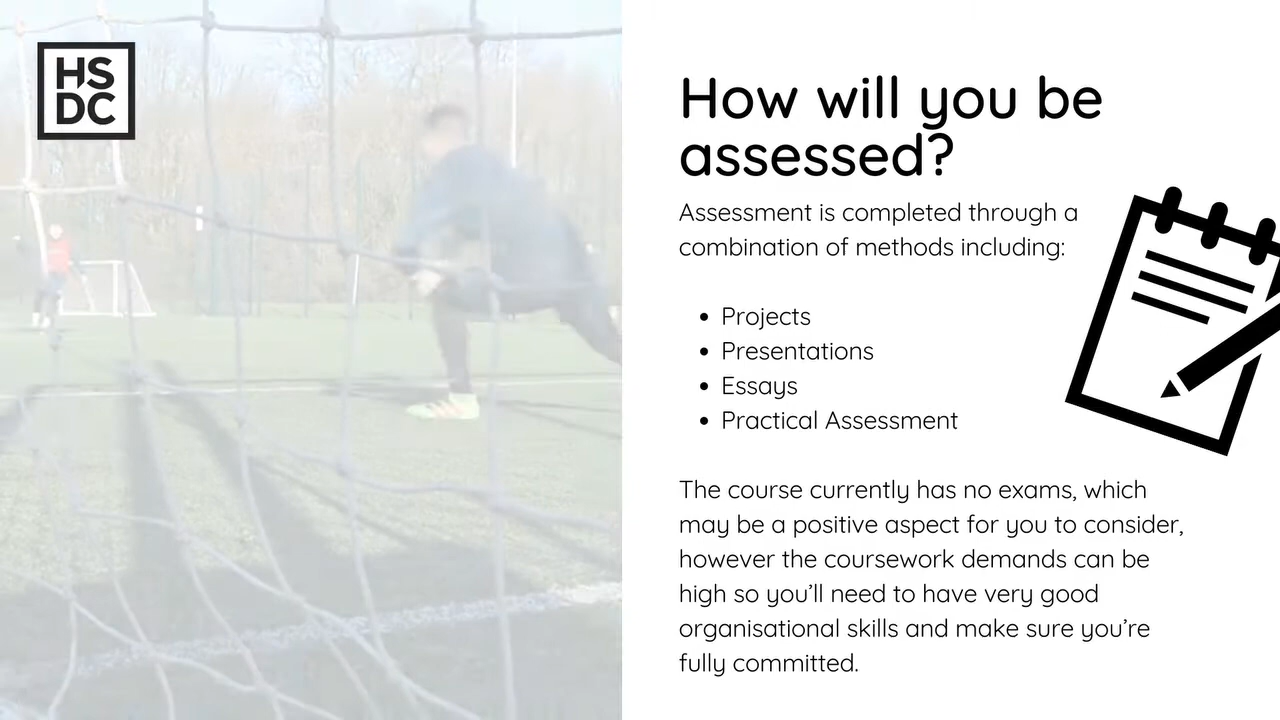 HS
DC
How will you be
assessed?
Assessment is completed through a
combination of methods including:
Projects
Presentations
Essays
Practical Assessment
The course currently has no exams, which
may be a positive aspect for you to consider,
however the coursework demands can be
high so you’ll need to have very good
organisational skills and make sure you’re
fully committed.